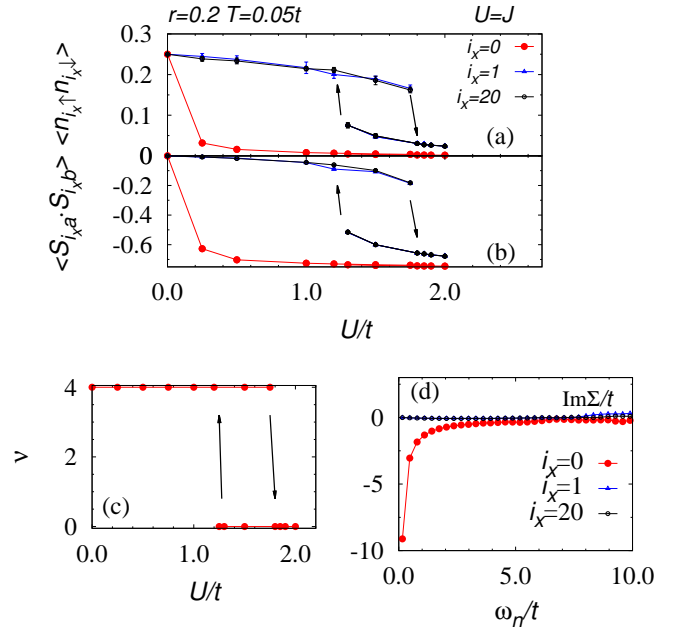 r=0.2 T=0.05t U=J
<n_{i_x↑} n_{i_x↓}>
0.3
0.2
0.1
0
i_x=0
i_x=1
i_x=20
(a)
<S_{i_x a}·S_{i_x b}>
-0.2
-0.4
-0.6
(b)
0.0 1.0 2.0
U/t
ν
4
2
0
(c)
0.0 1.0 2.0
U/t
(d)
ImΣ/t
0
-5
-10
i_x=0
i_x=1
i_x=20
0.0 5.0 10.0
ω_n/t